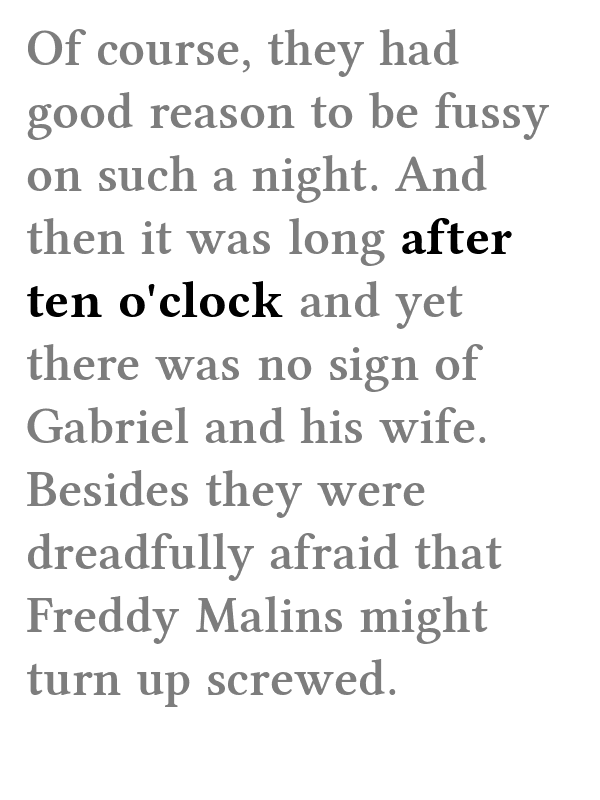 Of course, they had
good reason to be fussy
on such a night. And
then it was long after
ten o'clock and yet
there was no sign of
Gabriel and his wife.
Besides they were
dreadfully afraid that
Freddy Malins might
turn up screwed.